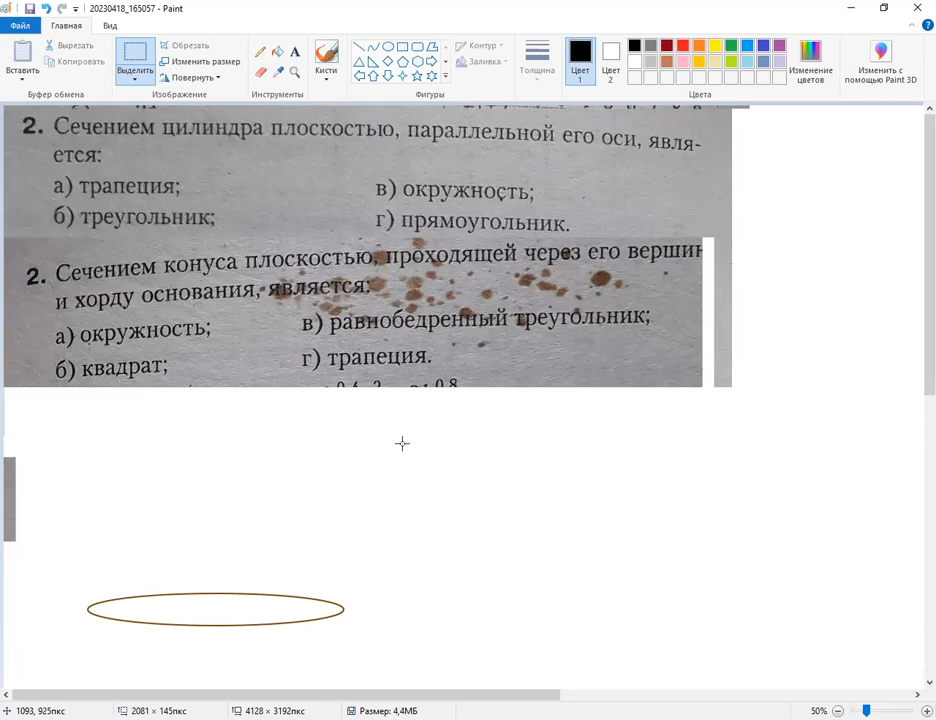 20230418_165057 - Paint
Файл Главная Вид
Вставить
Вырезать
Копировать
Буфер обмена
Выделить
Обрезать
Изменить размер
Повернуть
Изображение
A
Инструменты
Кисти
Фигуры
Контур
Заливка
Толщина
Цвет 1
Цвет 2
Цвета
Изменение цветов
Изменить с помощью Paint 3D
2. Сечением цилиндра плоскостью, параллельной его оси, явля-
ется:
а) трапеция; в) окружность;
б) треугольник; г) прямоугольник.
2. Сечением конуса плоскостью, проходящей через его вершин
и хорду основания, является:
а) окружность; в) равнобедренный треугольник;
б) квадрат; г) трапеция.
1093, 925пкс 2081 × 145пкс 4128 × 3192пкс Размер: 4,4МБ 50%